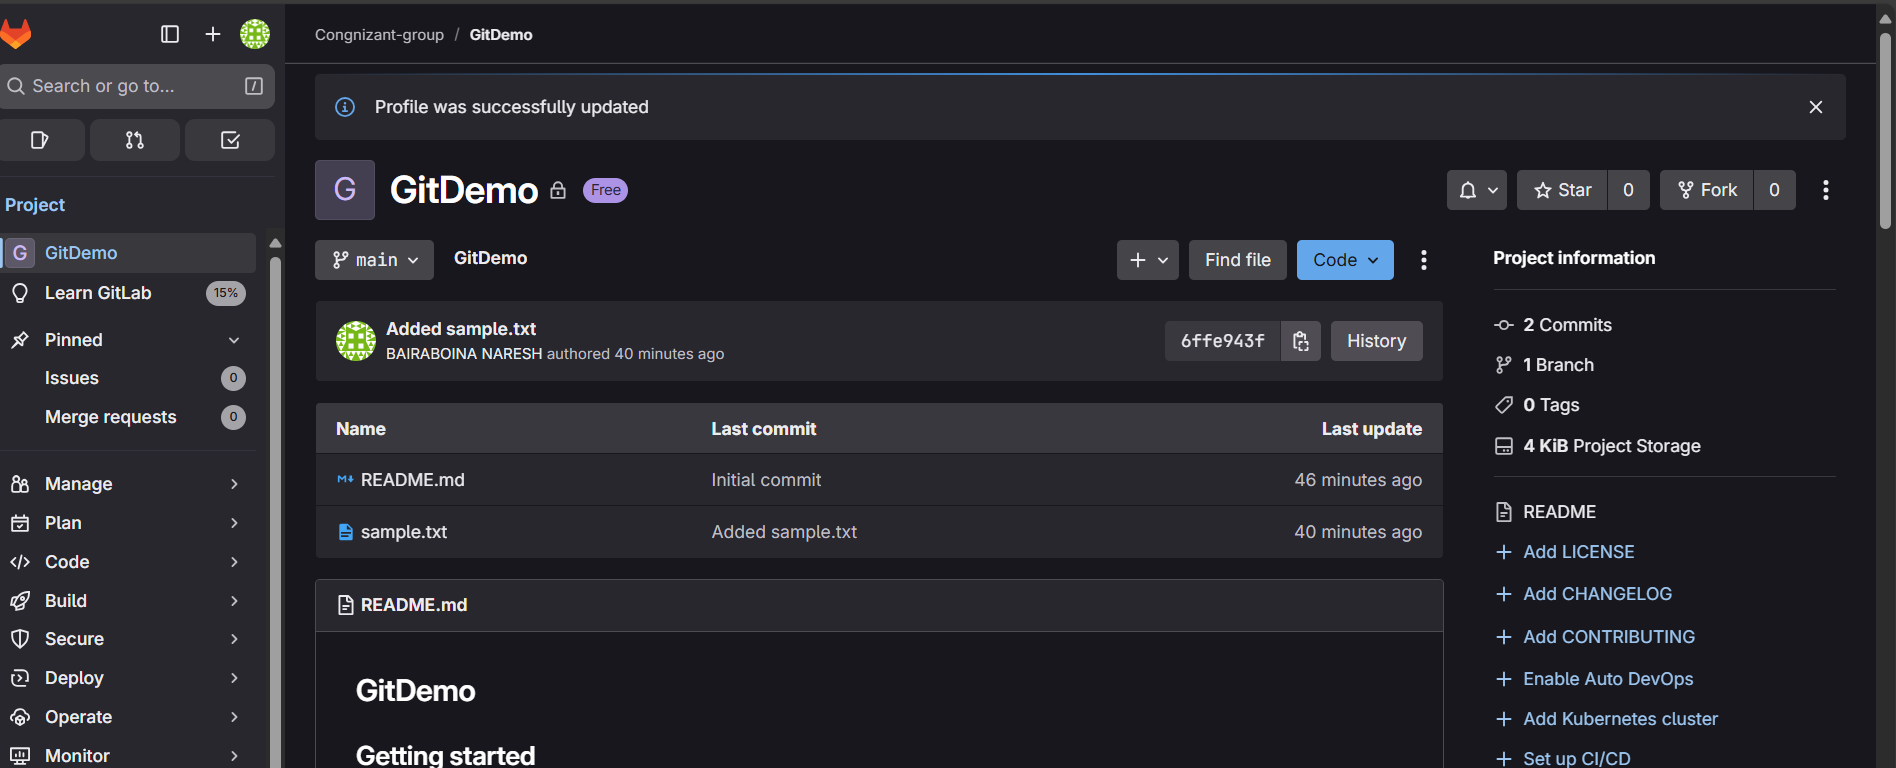 Congnizant-group / GitDemo
Search or go to... /
Profile was successfully updated
Project
G GitDemo
Learn GitLab 15%
Pinned
Issues 0
Merge requests 0
Manage
Plan
Code
Build
Secure
Deploy
Operate
Monitor
G GitDemo Free
Star 0 Fork 0
main GitDemo
Find file Code
Added sample.txt
BAIRABOINA NARESH authored 40 minutes ago
6ffe943f History
Name Last commit Last update
README.md Initial commit 46 minutes ago
sample.txt Added sample.txt 40 minutes ago
README.md
GitDemo
Getting started
Project information
2 Commits
1 Branch
0 Tags
4 KiB Project Storage
README
Add LICENSE
Add CHANGELOG
Add CONTRIBUTING
Enable Auto DevOps
Add Kubernetes cluster
Set up CI/CD